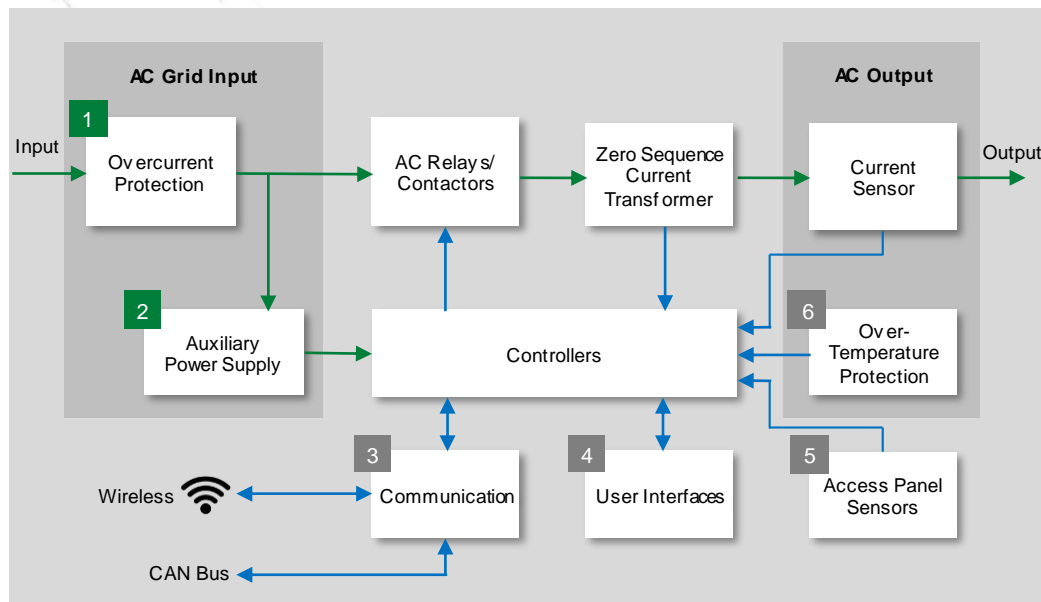 AC Grid Input
AC Output
1
Input
Overcurrent
Protection
AC Relays/
Contactors
Zero Sequence
Current
Transformer
Current
Sensor
Output
2
Auxiliary
Power Supply
Controllers
6
Over-
Temperature
Protection
3
Communication
4
User Interfaces
5
Access Panel
Sensors
Wireless
CAN Bus